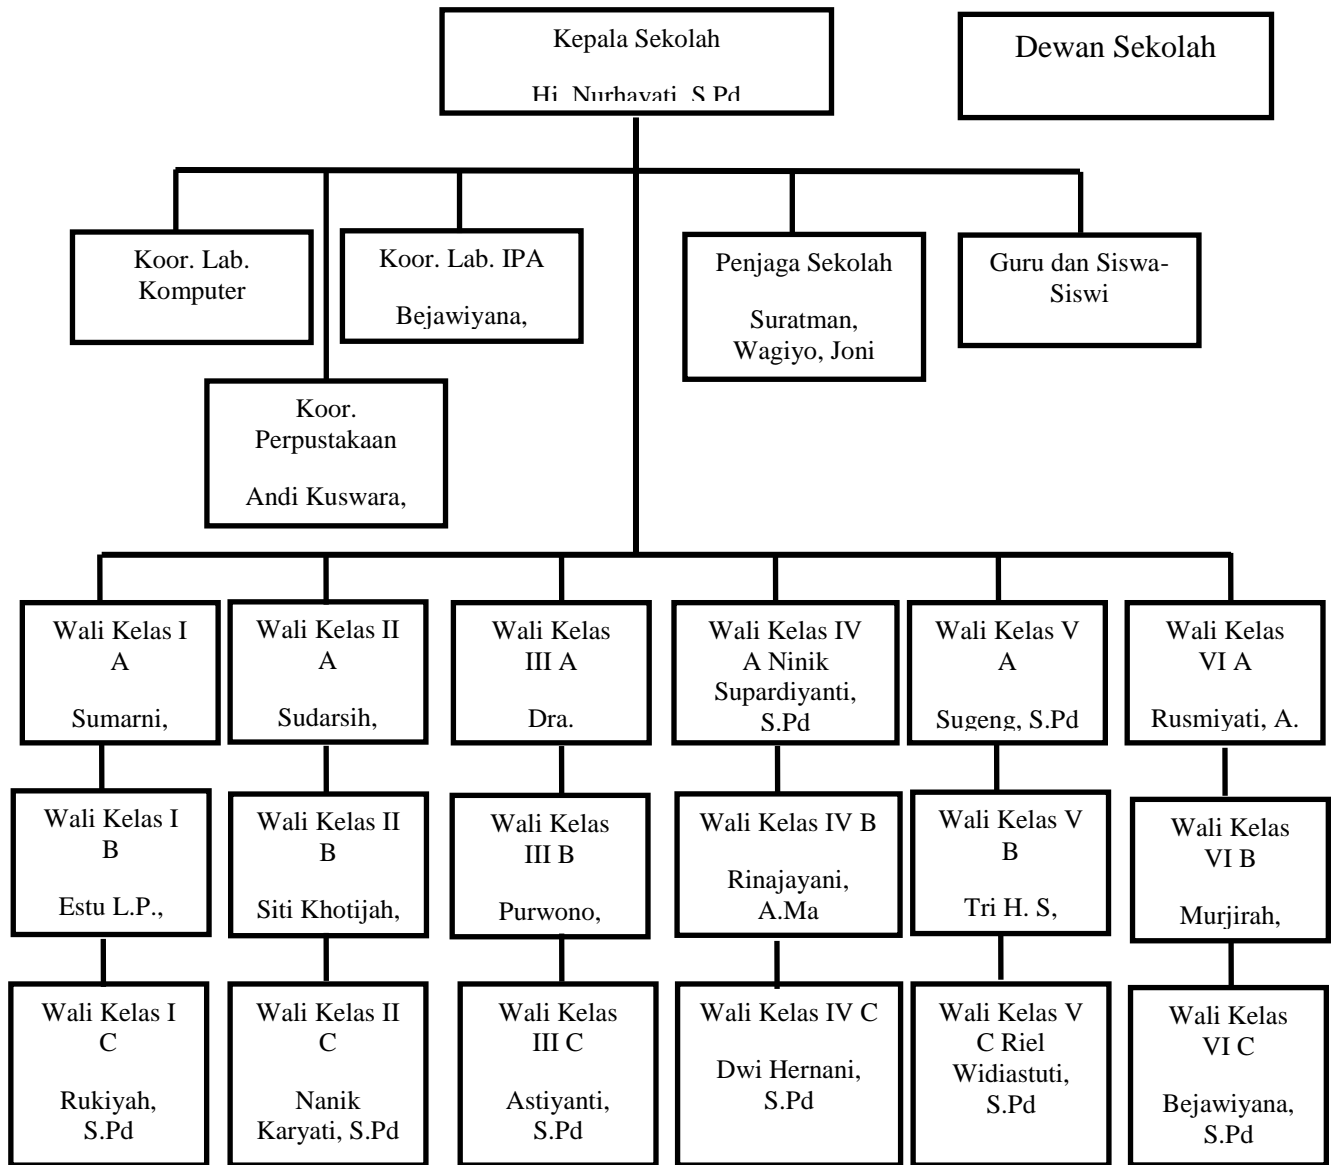 Kepala Sekolah
Hj. Nurhayati, S.Pd
Dewan Sekolah
Koor. Lab.
Komputer
Koor. Lab. IPA
Bejawiyana,
Penjaga Sekolah
Suratman,
Wagiyo, Joni
Guru dan Siswa-
Siswi
Koor.
Perpustakaan
Andi Kuswara,
Wali Kelas I
A
Sumarni,
Wali Kelas II
A
Sudarsih,
Wali Kelas
III A
Dra.
Wali Kelas IV
A Ninik
Supardiyanti,
S.Pd
Wali Kelas V
A
Sugeng, S.Pd
Wali Kelas
VI A
Rusmiyati, A.
Wali Kelas I
B
Estu L.P.,
Wali Kelas II
B
Siti Khotijah,
Wali Kelas
III B
Purwono,
Wali Kelas IV B
Rinajayani,
A.Ma
Wali Kelas V
B
Tri H. S,
Wali Kelas
VI B
Murjirah,
Wali Kelas I
C
Rukiyah,
S.Pd
Wali Kelas II
C
Nanik
Karyati, S.Pd
Wali Kelas
III C
Astiyanti,
S.Pd
Wali Kelas IV C
Dwi Hernani,
S.Pd
Wali Kelas V
C Riel
Widiastuti,
S.Pd
Wali Kelas
VI C
Bejawiyana,
S.Pd